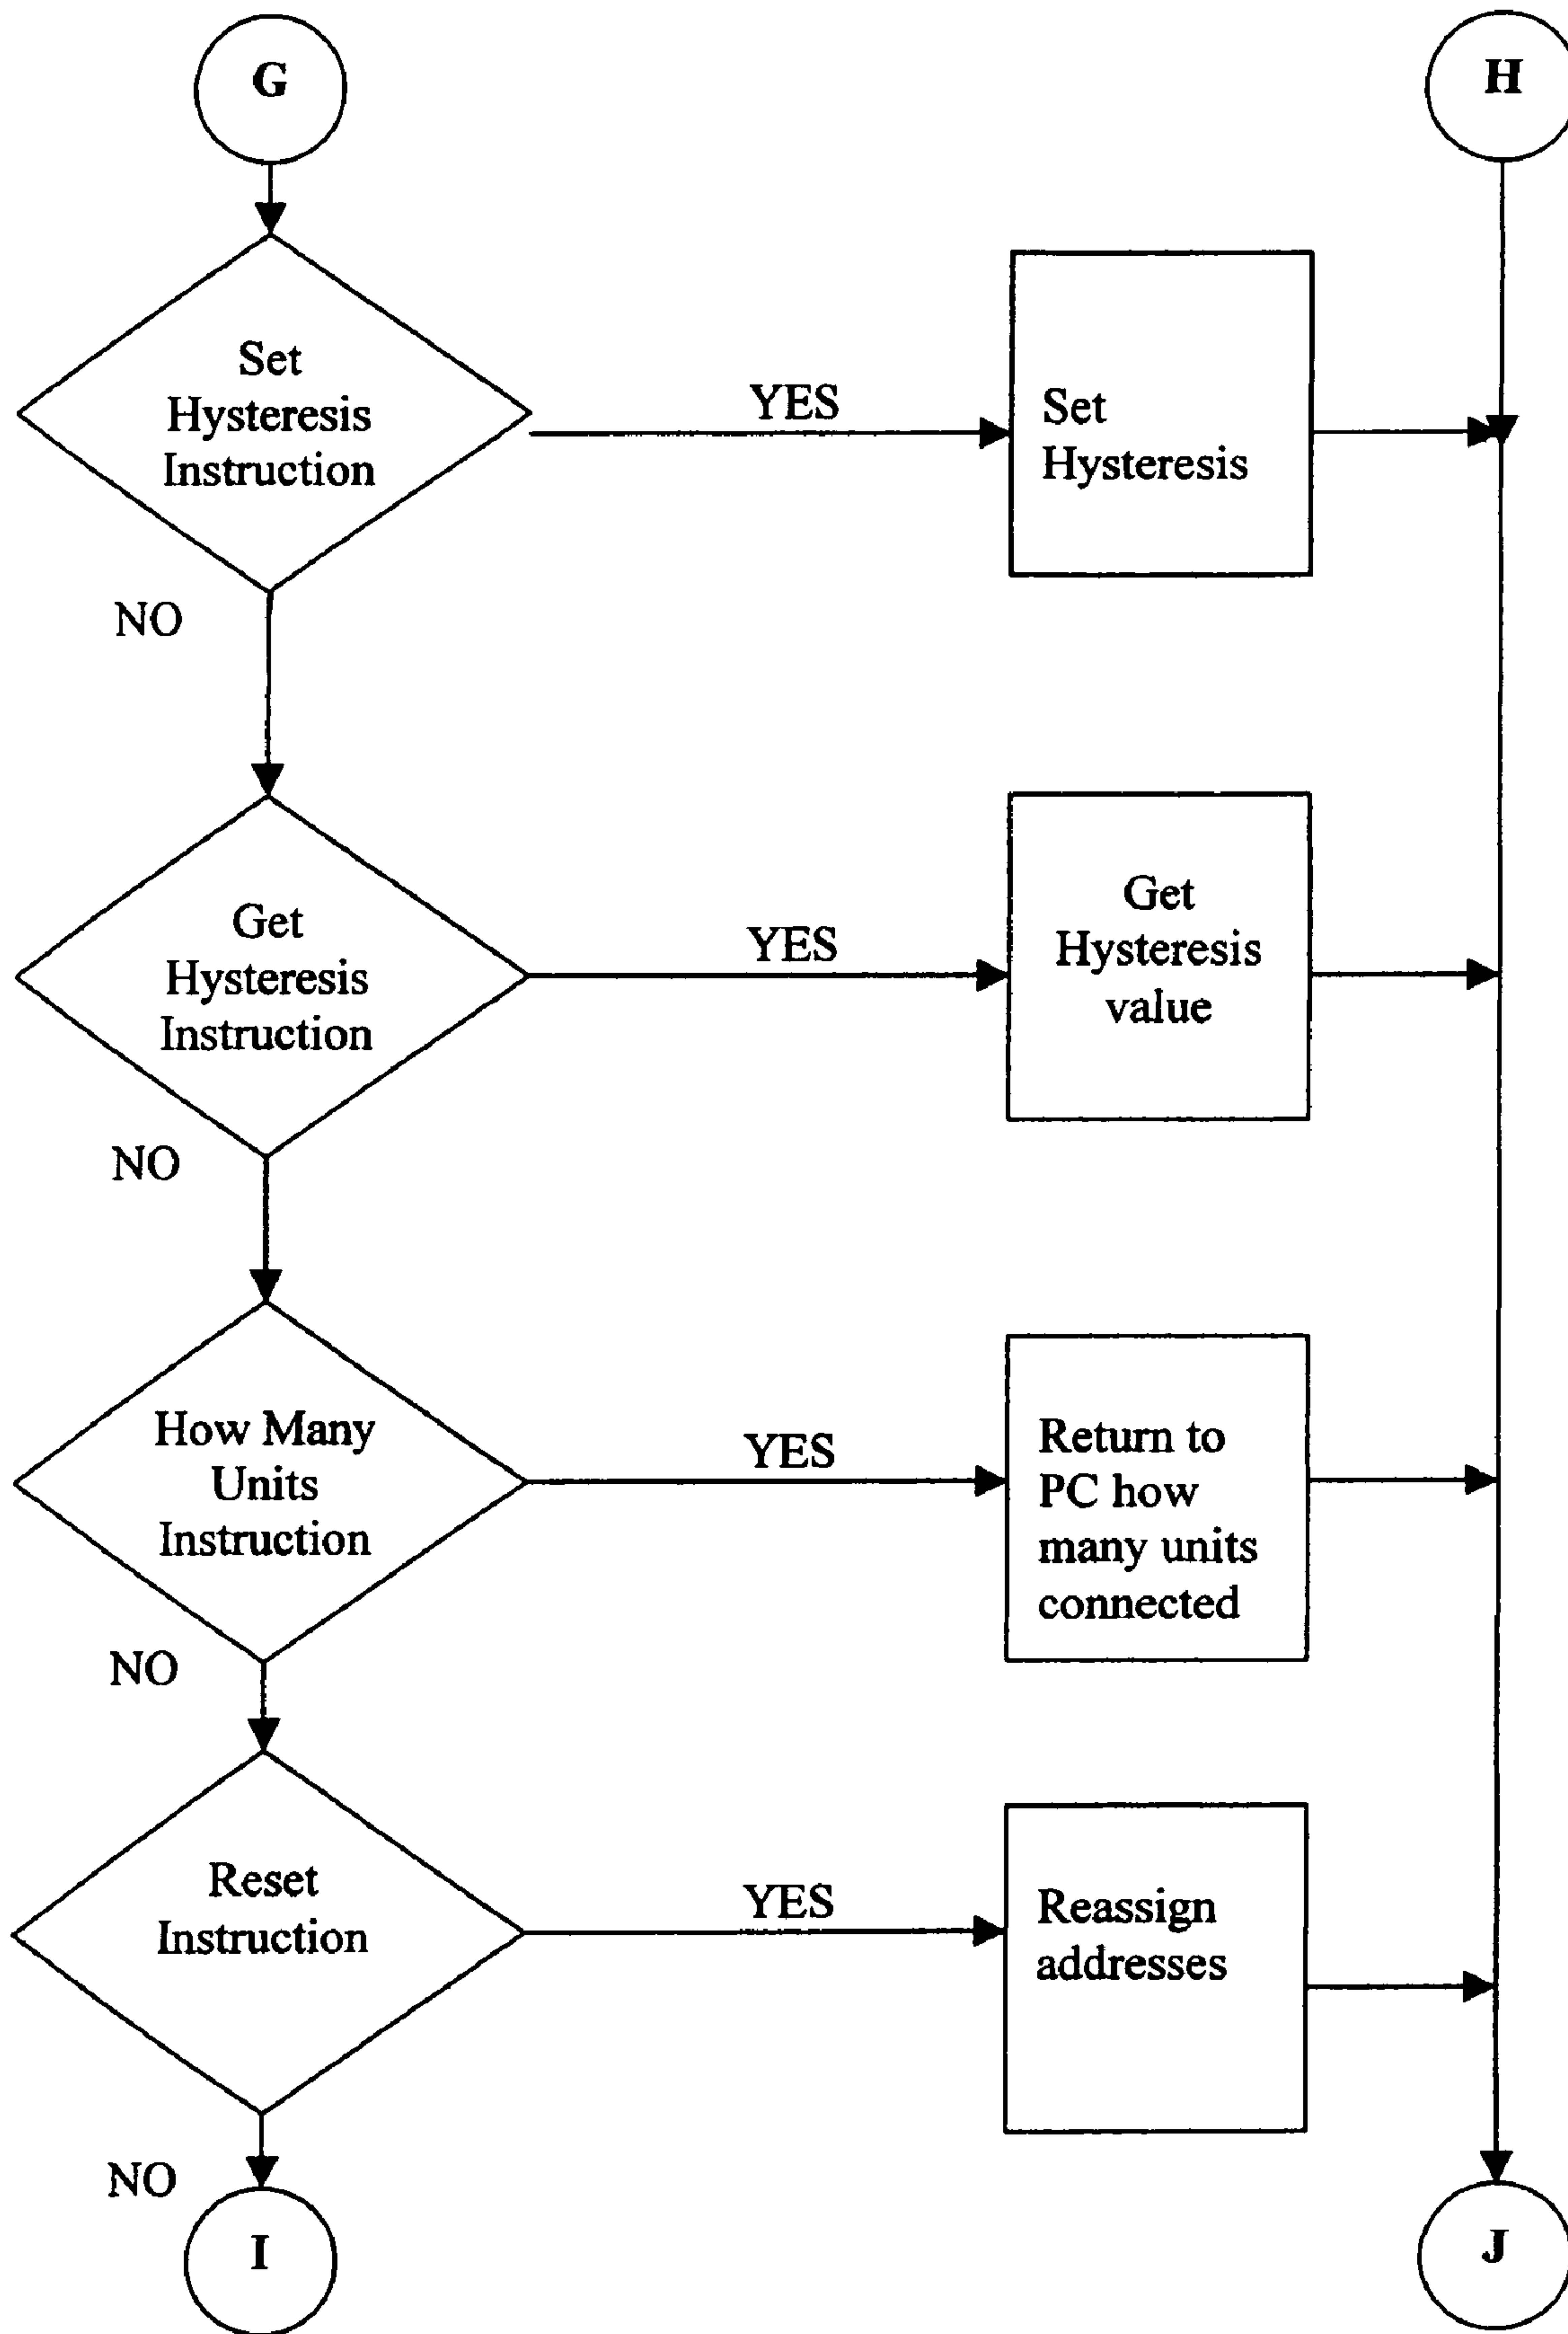 G
H
Set
Hysteresis
Instruction
YES
Set
Hysteresis
NO
Get
Hysteresis
Instruction
YES
Get
Hysteresis
value
NO
How Many
Units
Instruction
YES
Return to
PC how
many units
connected
NO
Reset
Instruction
YES
Reassign
addresses
NO
I
J